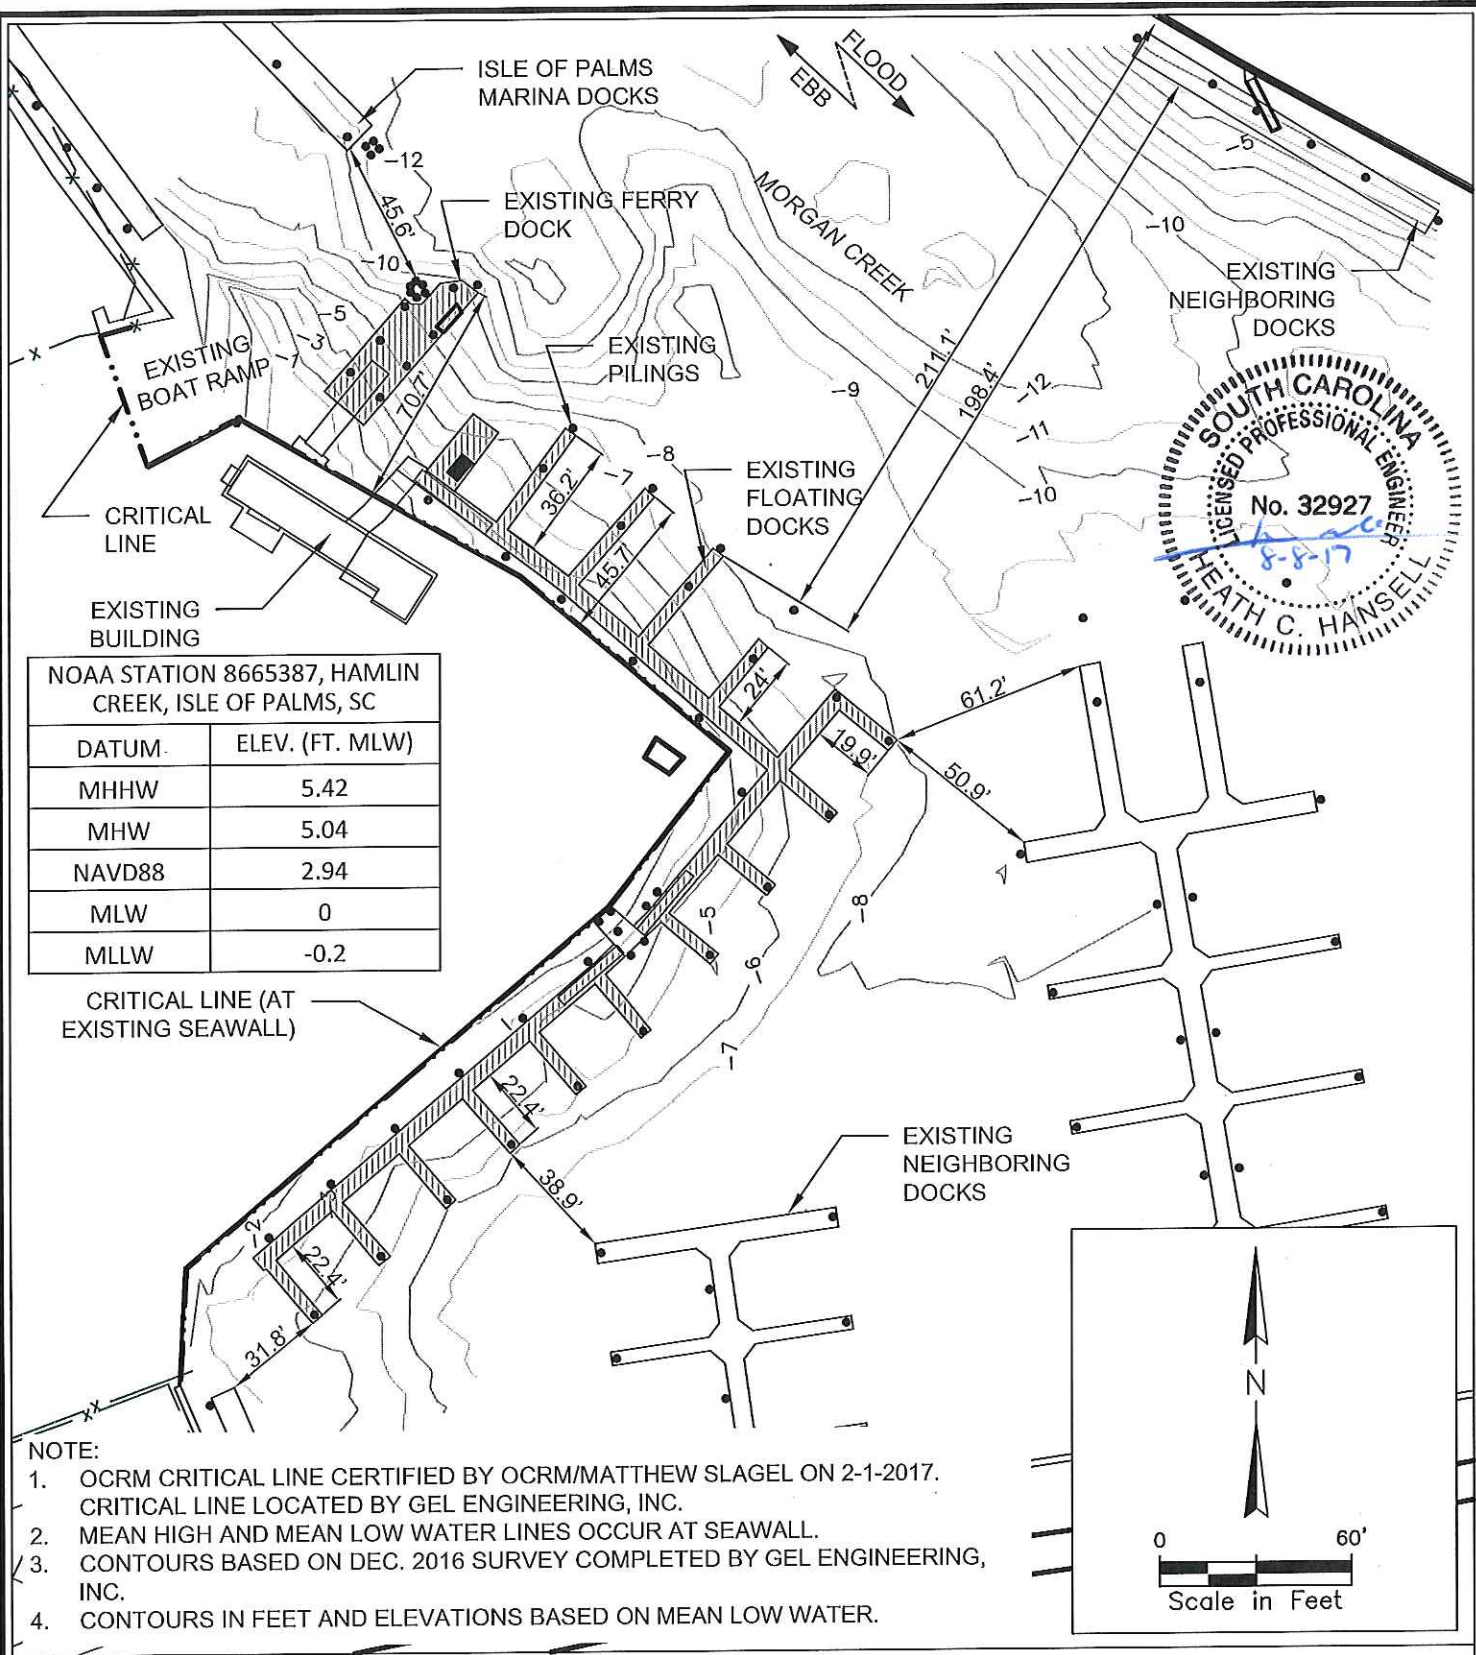 ISLE OF PALMS
MARINA DOCKS
FLOOD
EBB
-12
45.6'
EXISTING FERRY
DOCK
MORGAN CREEK
-5
-10
-10
EXISTING
NEIGHBORING
DOCKS
-5
-3
-1
EXISTING
BOAT RAMP
70.7'
EXISTING
PILINGS
-9
211.1'
198.4'
-12
-11
-10
SOUTH CAROLINA
LICENSED PROFESSIONAL ENGINEER
No. 32927
8-8-17
HEATH C. HANSELL
36.2'
-7
-8
EXISTING
FLOATING
DOCKS
45.7'
CRITICAL
LINE
EXISTING
BUILDING
24'
19.9'
61.2'
50.9'
NOAA STATION 8665387, HAMLIN
CREEK, ISLE OF PALMS, SC
DATUM ELEV. (FT. MLW)
MHHW 5.42
MHW 5.04
NAVD88 2.94
MLW 0
MLLW -0.2
-5
-6
-8
-7
CRITICAL LINE (AT
EXISTING SEAWALL)
22.4'
38.9'
EXISTING
NEIGHBORING
DOCKS
-2
22.4'
31.8'
N
0 60'
Scale in Feet
NOTE:
1. OCRM CRITICAL LINE CERTIFIED BY OCRM/MATTHEW SLAGEL ON 2-1-2017.
CRITICAL LINE LOCATED BY GEL ENGINEERING, INC.
2. MEAN HIGH AND MEAN LOW WATER LINES OCCUR AT SEAWALL.
3. CONTOURS BASED ON DEC. 2016 SURVEY COMPLETED BY GEL ENGINEERING,
INC.
4. CONTOURS IN FEET AND ELEVATIONS BASED ON MEAN LOW WATER.